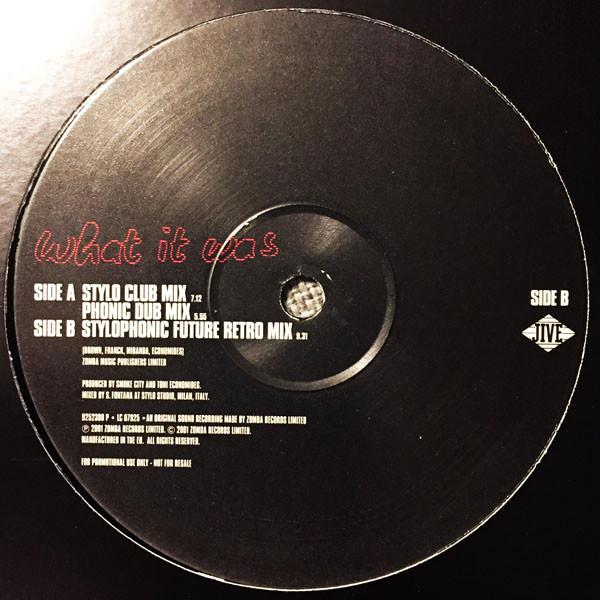 what it was
SIDE A STYLO CLUB MIX 7.12
PHONIC DUB MIX 5.55
SIDE B STYLOPHONIC FUTURE RETRO MIX 9.31
(BROWN, FRANCK, MIRANDA, ECONOMIDES)
ZOMBA MUSIC PUBLISHERS LIMITED
PRODUCED BY SMOKE CITY AND TONI ECONOMIDES.
MIXED BY S. FONTANA AT STYLO STUDIO, MILAN, ITALY.
9252300 P • LC 07925 • AN ORIGINAL SOUND RECORDING MADE BY ZOMBA RECORDS LIMITED
℗ 2001 ZOMBA RECORDS LIMITED. © 2001 ZOMBA RECORDS LIMITED.
MANUFACTURED IN THE EU. ALL RIGHTS RESERVED.
FOR PROMOTIONAL USE ONLY - NOT FOR RESALE
SIDE B
JIVE